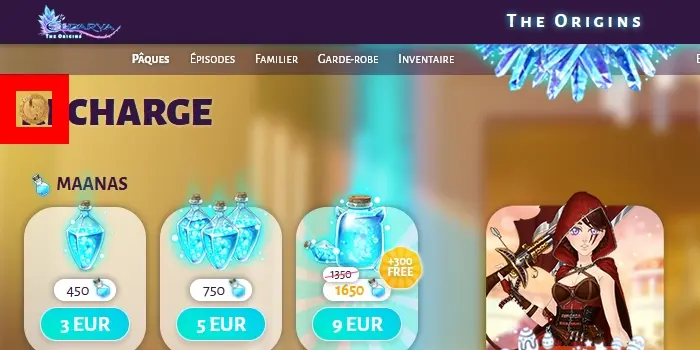 ELDARYA
THE ORIGINS
THE ORIGINS
PÂQUES ÉPISODES FAMILIER GARDE-ROBE INVENTAIRE
CHARGE
MAANAS
450 750 1350 1650 +300 FREE
3 EUR 5 EUR 9 EUR